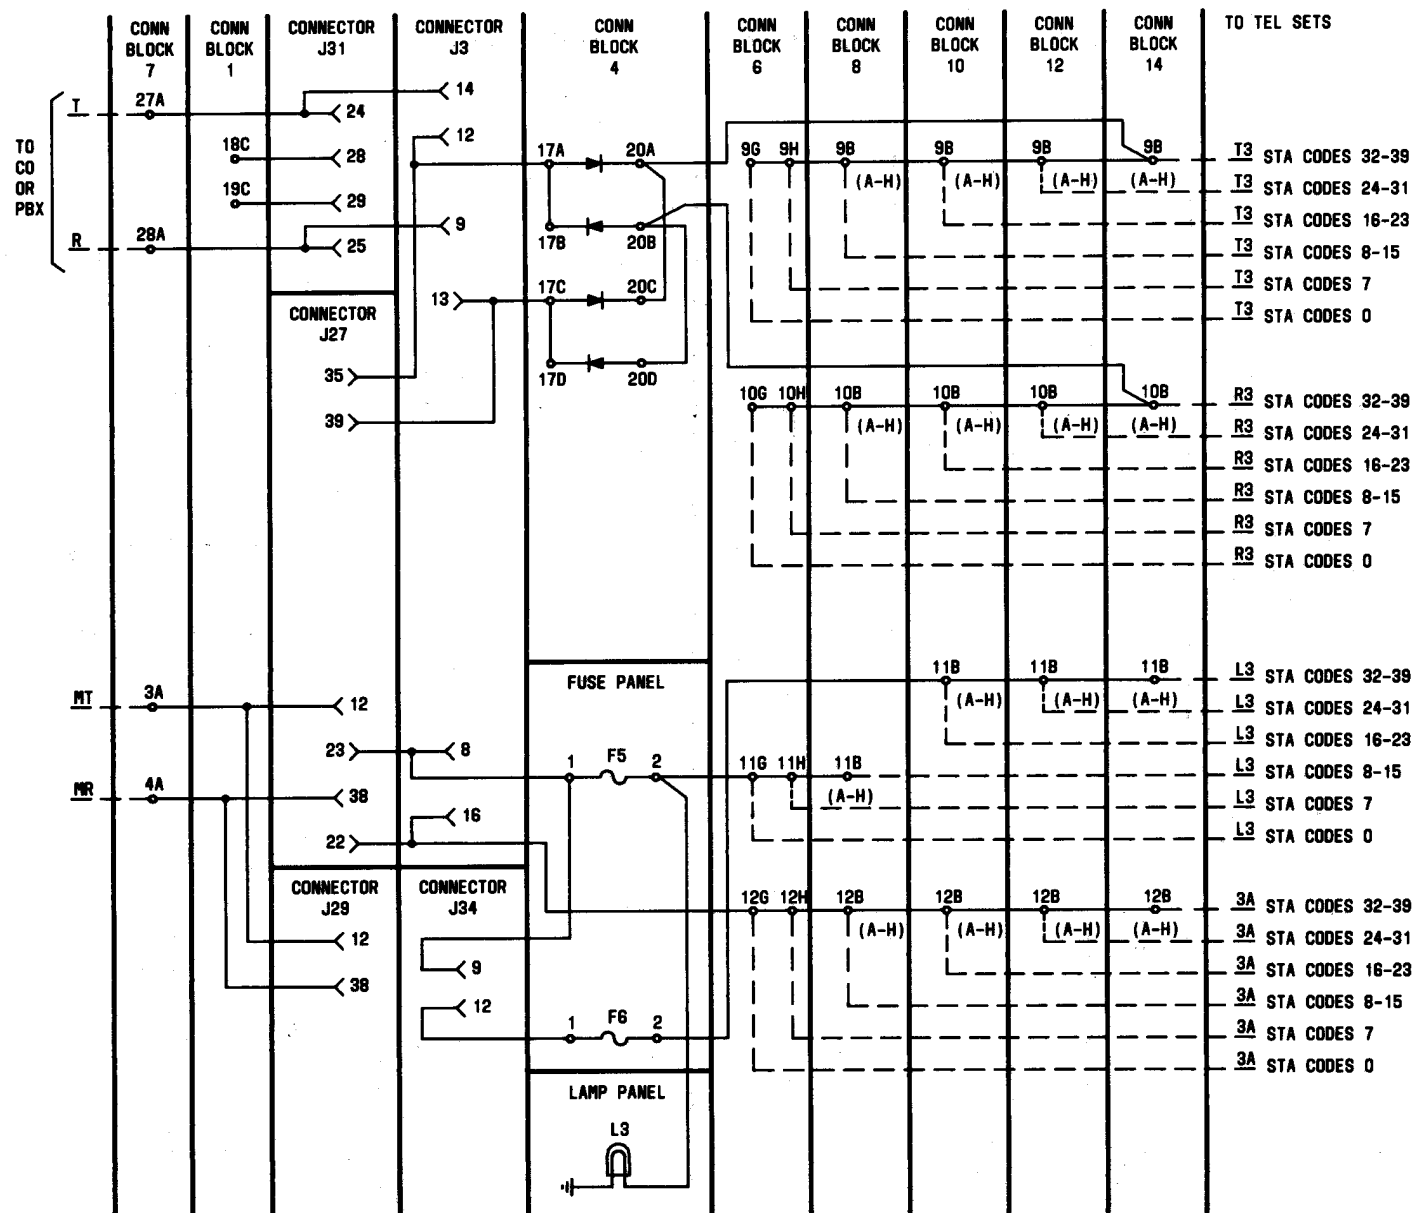 CONN BLOCK 7
CONN BLOCK 1
CONNECTOR J31
CONNECTOR J3
CONN BLOCK 4
CONN BLOCK 6
CONN BLOCK 8
CONN BLOCK 10
CONN BLOCK 12
CONN BLOCK 14
TO TEL SETS
TO CO OR PBX
T
27A
24
14
18C
28
12
19C
29
R
28A
25
9
17A
20A
17B
20B
13
17C
20C
17D
20D
9G 9H 9B 9B 9B 9B
(A-H) (A-H) (A-H) (A-H)
T3 STA CODES 32-39
T3 STA CODES 24-31
T3 STA CODES 16-23
T3 STA CODES 8-15
T3 STA CODES 7
T3 STA CODES 0
CONNECTOR J27
35
39
10G 10H 10B 10B 10B 10B
(A-H) (A-H) (A-H) (A-H)
R3 STA CODES 32-39
R3 STA CODES 24-31
R3 STA CODES 16-23
R3 STA CODES 8-15
R3 STA CODES 7
R3 STA CODES 0
FUSE PANEL
MT
3A
12
23
8
1 F5 2
MR
4A
38
16
22
11B 11B 11B
(A-H) (A-H) (A-H)
11G 11H 11B
(A-H)
L3 STA CODES 32-39
L3 STA CODES 24-31
L3 STA CODES 16-23
L3 STA CODES 8-15
L3 STA CODES 7
L3 STA CODES 0
CONNECTOR J29
12
38
CONNECTOR J34
9
12
1 F6 2
12G 12H 12B 12B 12B 12B
(A-H) (A-H) (A-H) (A-H)
3A STA CODES 32-39
3A STA CODES 24-31
3A STA CODES 16-23
3A STA CODES 8-15
3A STA CODES 7
3A STA CODES 0
LAMP PANEL
L3